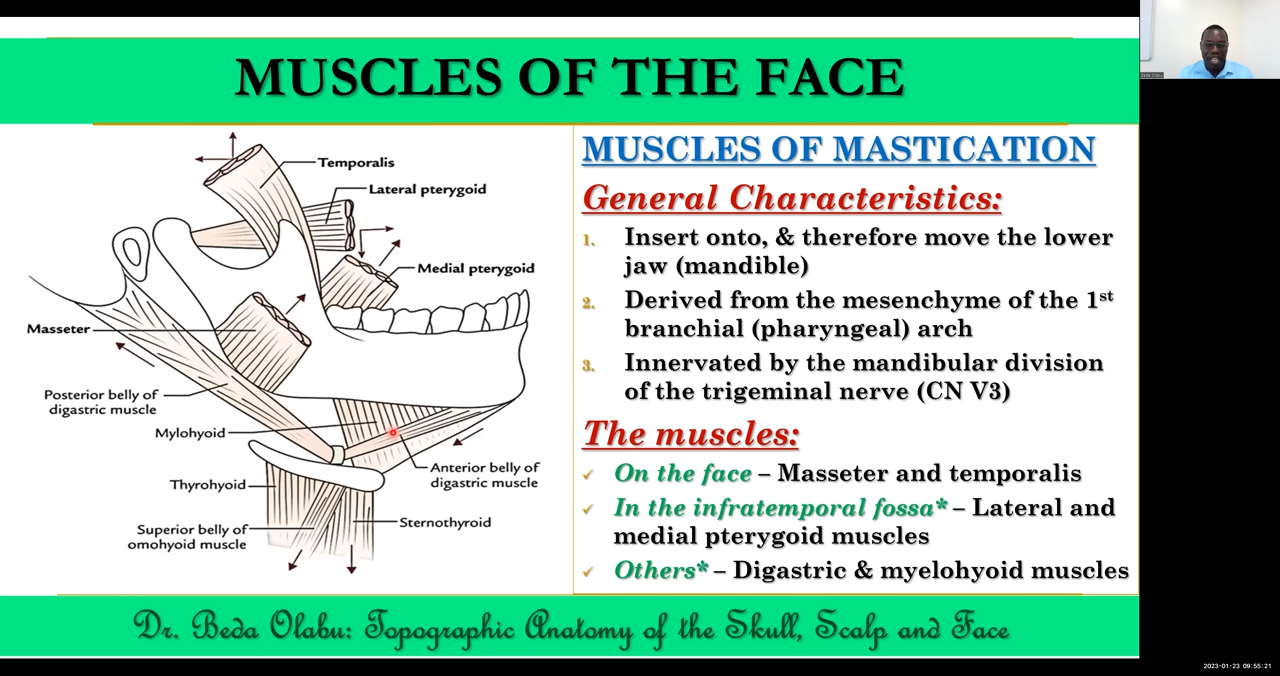 MUSCLES OF THE FACE
Temporalis
Lateral pterygoid
Medial pterygoid
Masseter
Posterior belly of
digastric muscle
Mylohyoid
Anterior belly of
digastric muscle
Thyrohyoid
Superior belly of
omohyoid muscle
Sternothyroid
MUSCLES OF MASTICATION
General Characteristics:
1. Insert onto, & therefore move the lower
jaw (mandible)
2. Derived from the mesenchyme of the 1st
branchial (pharyngeal) arch
3. Innervated by the mandibular division
of the trigeminal nerve (CN V3)
The muscles:
✓ On the face – Masseter and temporalis
✓ In the infratemporal fossa* – Lateral and
medial pterygoid muscles
✓ Others* – Digastric & myelohyoid muscles
Dr. Beda Olabu: Topographic Anatomy of the Skull, Scalp and Face
Beda Olabu
2023-01-23 09:55:21